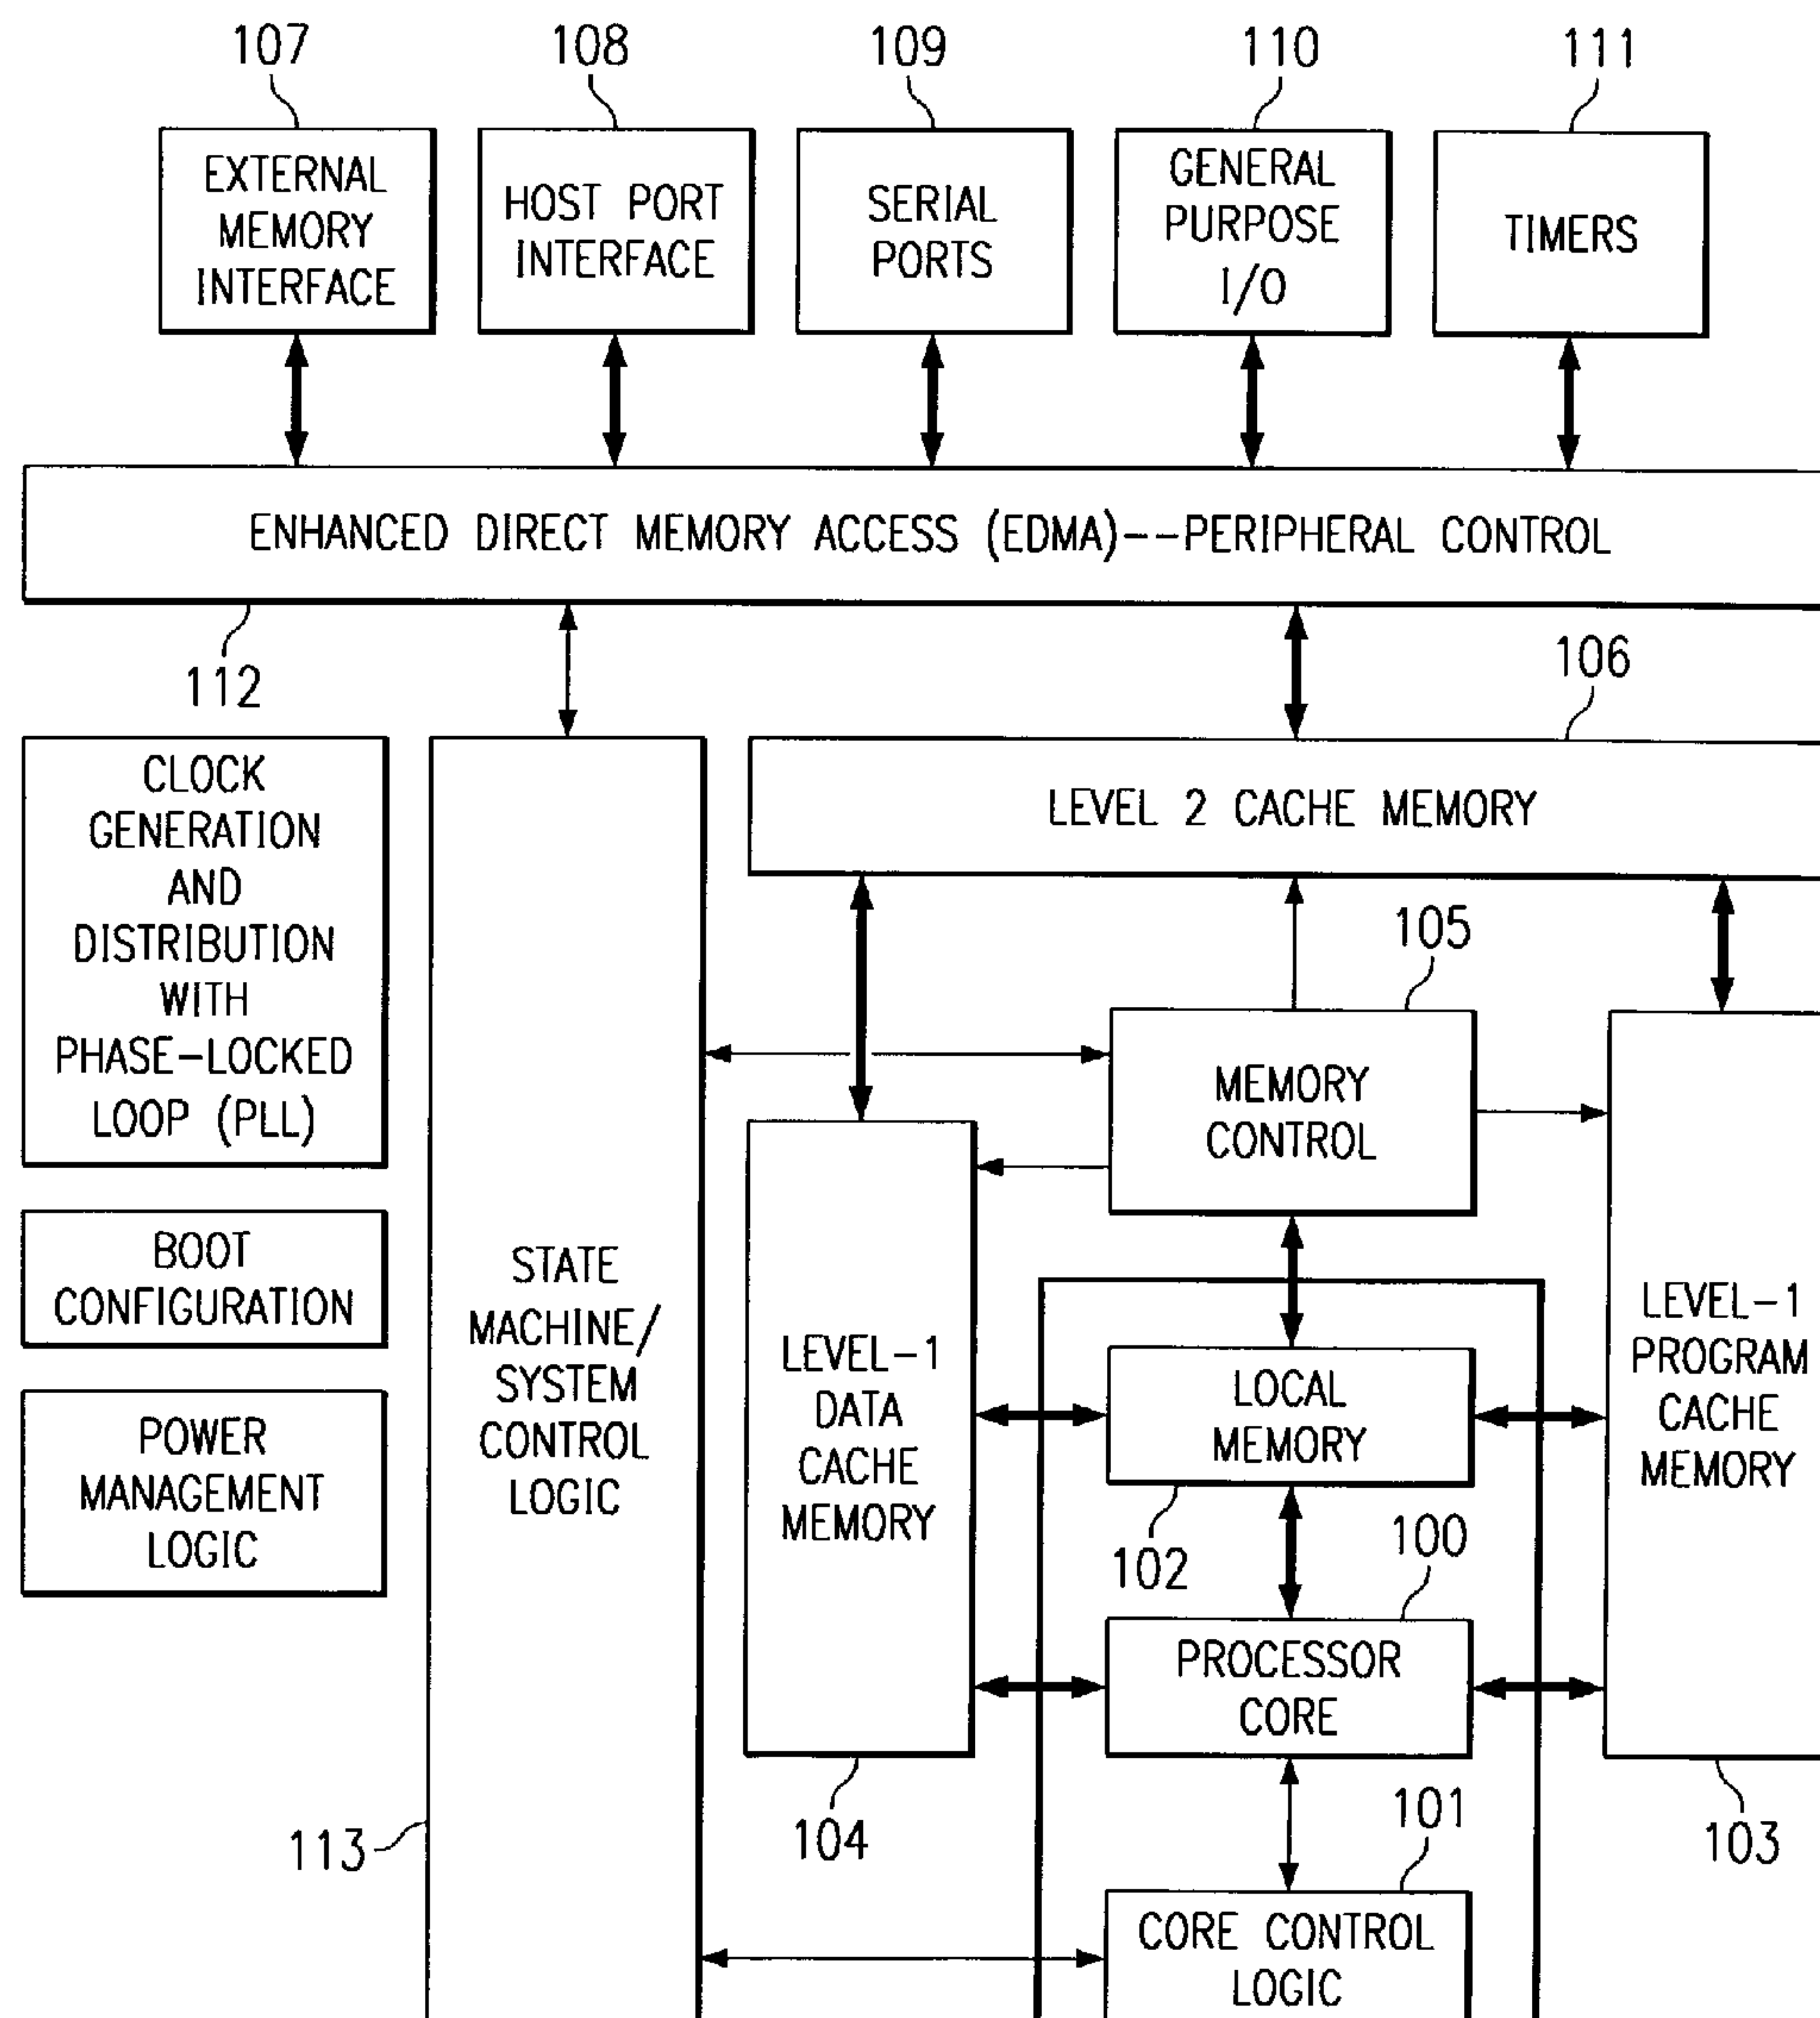 107
108
109
110
111
EXTERNAL
MEMORY
INTERFACE
HOST PORT
INTERFACE
SERIAL
PORTS
GENERAL
PURPOSE
I/O
TIMERS
ENHANCED DIRECT MEMORY ACCESS (EDMA)--PERIPHERAL CONTROL
112
106
CLOCK
GENERATION
AND
DISTRIBUTION
WITH
PHASE-LOCKED
LOOP (PLL)
BOOT
CONFIGURATION
POWER
MANAGEMENT
LOGIC
STATE
MACHINE/
SYSTEM
CONTROL
LOGIC
113
LEVEL 2 CACHE MEMORY
105
MEMORY
CONTROL
LEVEL-1
DATA
CACHE
MEMORY
104
LOCAL
MEMORY
102
100
PROCESSOR
CORE
101
CORE CONTROL
LOGIC
LEVEL-1
PROGRAM
CACHE
MEMORY
103